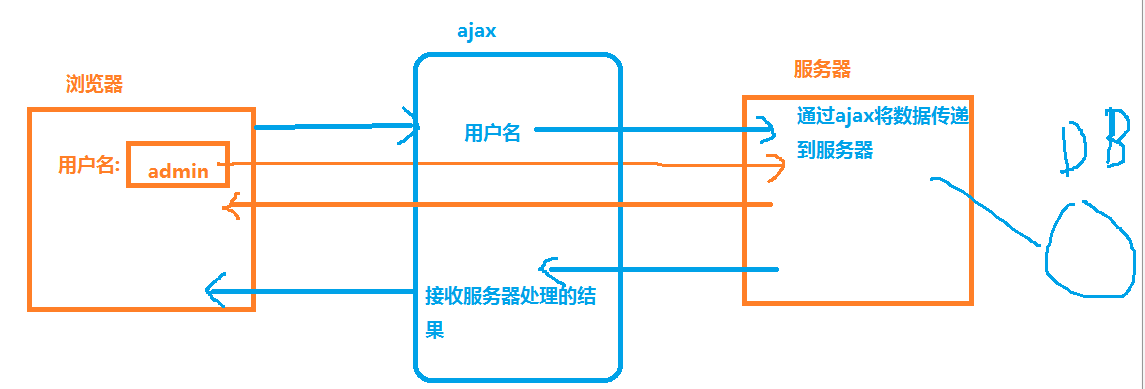 ajax
浏览器
服务器
用户名:
admin
用户名
通过ajax将数据传递
到服务器
DB
接收服务器处理的结
果